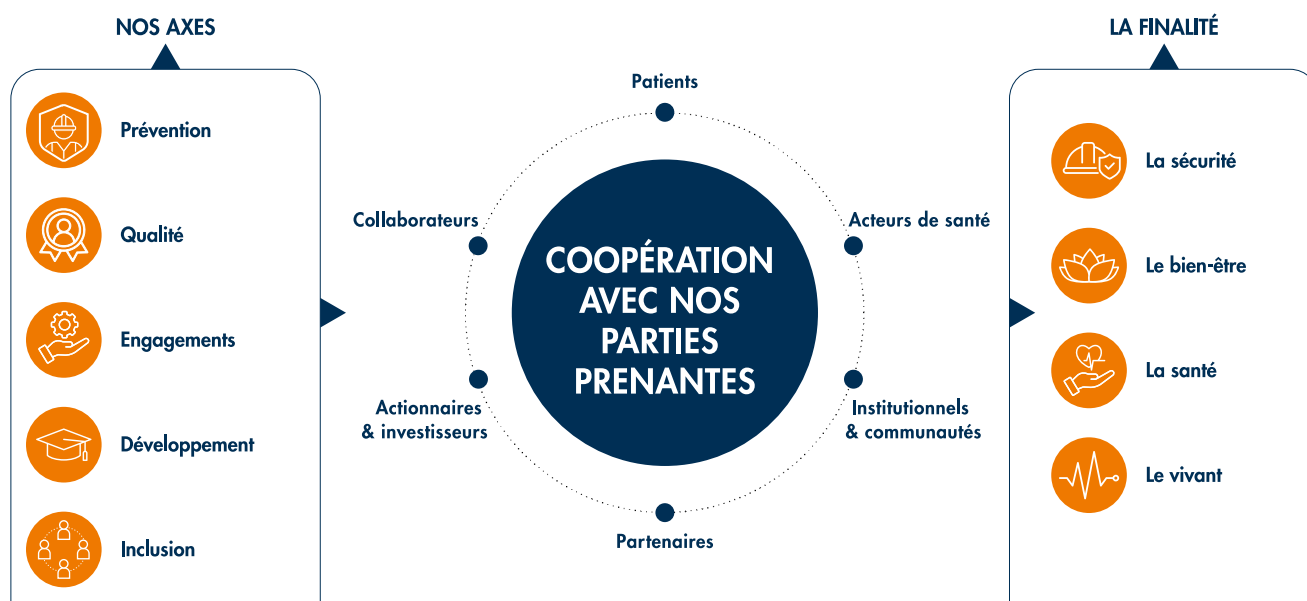 NOS AXES
Prévention
Qualité
Engagements
Développement
Inclusion
Patients
Collaborateurs
Acteurs de santé
COOPÉRATION
AVEC NOS
PARTIES
PRENANTES
Actionnaires
& investisseurs
Institutionnels
& communautés
Partenaires
LA FINALITÉ
La sécurité
Le bien-être
La santé
Le vivant